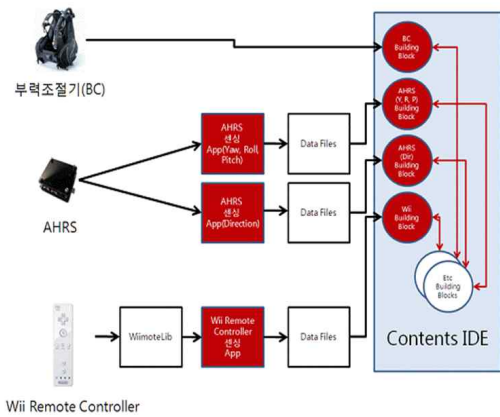 부력조절기(BC)
BC
Building
Block
AHRS
센싱
App(Yaw, Roll,
Pitch)
Data Files
AHRS
(Y, R, P)
Building
Block
AHRS
AHRS
센싱
App(Direction)
Data Files
AHRS
(Dir)
Building
Block
Wii
Building
Block
Etc
Building
Blocks
WiimoteLib
Wii Remote
Controller
센싱
App
Data Files
Contents IDE
Wii Remote Controller